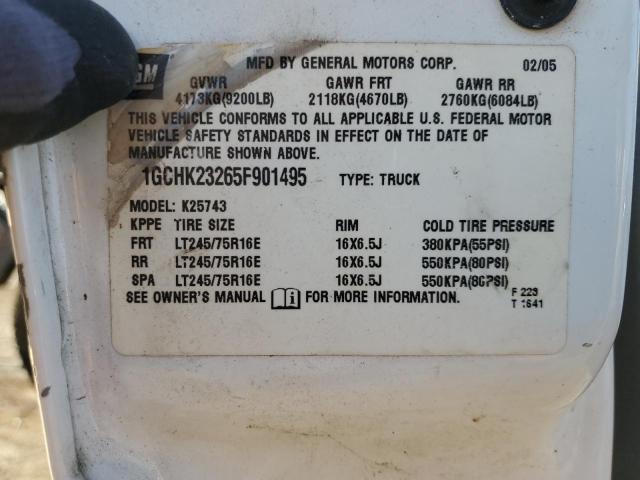 GM
MFD BY GENERAL MOTORS CORP. 02/05
GVWR GAWR FRT GAWR RR
4173KG(9200LB) 2118KG(4670LB) 2760KG(6084LB)
THIS VEHICLE CONFORMS TO ALL APPLICABLE U.S. FEDERAL MOTOR
VEHICLE SAFETY STANDARDS IN EFFECT ON THE DATE OF
MANUFACTURE SHOWN ABOVE.
1GCHK23265F901495 TYPE: TRUCK
MODEL: K25743
KPPE TIRE SIZE RIM COLD TIRE PRESSURE
FRT LT245/75R16E 16X6.5J 380KPA(55PSI)
RR LT245/75R16E 16X6.5J 550KPA(80PSI)
SPA LT245/75R16E 16X6.5J 550KPA(80PSI)
SEE OWNER'S MANUAL i FOR MORE INFORMATION.
F 223
T 1641